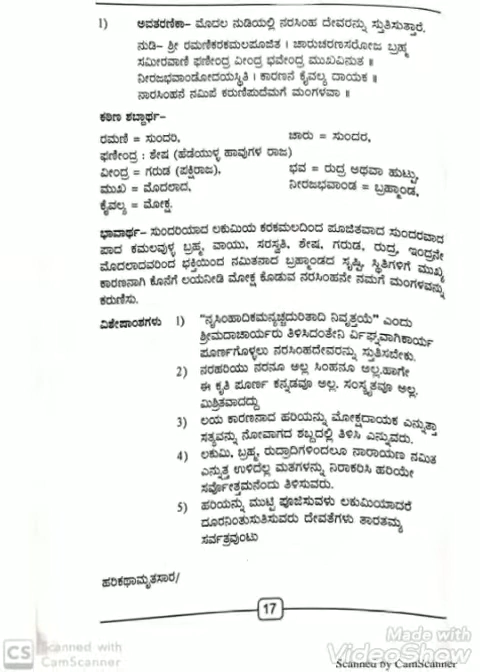 1) ಅವತರಣಿಕಾ– ಮೊದಲ ನುಡಿಯಲ್ಲಿ ನರಸಿಂಹ ದೇವರನ್ನು ಸ್ತುತಿಸುತ್ತಾರೆ.
ನುಡಿ– ಶ್ರೀ ರಮಣಿಕರಕಮಲಪೂಜಿತ । ಚಾರುಚರಣಸರೋಜ ಬ್ರಹ್ಮ
ಸಮೀರವಾಣಿ ಫಣೀಂದ್ರ ವೀಂದ್ರ ಭವೇಂದ್ರ ಮುಖವಿನುತ ॥
ನೀರಜಭವಾಂಡೋದಯಸ್ಥಿತಿ । ಕಾರಣನೆ ಕೈವಲ್ಯ ದಾಯಕ ॥
ನಾರಸಿಂಹನೆ ನಮಿಪೆ ಕರುಣಿಪುದೆಮಗೆ ಮಂಗಳವಾ ॥
ಕಠಿಣ ಶಬ್ದಾರ್ಥ–
ರಮಣಿ = ಸುಂದರಿ, ಚಾರು = ಸುಂದರ,
ಫಣೀಂದ್ರ : ಶೇಷ (ಹೆಡೆಯುಳ್ಳ ಹಾವುಗಳ ರಾಜ)
ವೀಂದ್ರ = ಗರುಡ (ಪಕ್ಷಿರಾಜ), ಭವ = ರುದ್ರ ಅಥವಾ ಹುಟ್ಟು,
ಮುಖ = ಮೊದಲಾದ, ನೀರಜಭವಾಂಡ = ಬ್ರಹ್ಮಾಂಡ,
ಕೈವಲ್ಯ = ಮೋಕ್ಷ.
ಭಾವಾರ್ಥ– ಸುಂದರಿಯಾದ ಲಕುಮಿಯ ಕರಕಮಲದಿಂದ ಪೂಜಿತವಾದ ಸುಂದರವಾದ
ಪಾದ ಕಮಲವುಳ್ಳ ಬ್ರಹ್ಮ, ವಾಯು, ಸರಸ್ವತಿ, ಶೇಷ, ಗರುಡ, ರುದ್ರ, ಇಂದ್ರನೇ
ಮೊದಲಾದವರಿಂದ ಭಕ್ತಿಯಿಂದ ನಮಿತನಾದ ಬ್ರಹ್ಮಾಂಡದ ಸೃಷ್ಟಿ, ಸ್ಥಿತಿಗಳಿಗೆ ಮುಖ್ಯ
ಕಾರಣನಾಗಿ ಕೊನೆಗೆ ಲಯನೀಡಿ ಮೋಕ್ಷ ಕೊಡುವ ನರಸಿಂಹನೇ ನಮಗೆ ಮಂಗಳವನ್ನು
ಕರುಣಿಸು.
ವಿಶೇಷಾಂಶಗಳು 1) "ನೃಸಿಂಹಾದಿಕಮನ್ಯಚ್ಚದುರಿತಾದಿ ನಿವೃತ್ತಯೆ" ಎಂದು
ಶ್ರೀಮದಾಚಾರ್ಯರು ತಿಳಿಸಿದಂತೇನಿ ರ್ವಿಘ್ನವಾಗಿಕಾರ್ಯ
ಪೂರ್ಣಗೊಳ್ಳಲು ನರಸಿಂಹದೇವರನ್ನು ಸ್ತುತಿಸಬೇಕು.
2) ನರಹರಿಯು ನರನೂ ಅಲ್ಲ ಸಿಂಹನೂ ಅಲ್ಲ.ಹಾಗೇ
ಈ ಕೃತಿ ಪೂರ್ಣ ಕನ್ನಡವೂ ಅಲ್ಲ. ಸಂಸ್ಕೃತವೂ ಅಲ್ಲ.
ಮಿಶ್ರಿತವಾದದ್ದು
3) ಲಯ ಕಾರಣನಾದ ಹರಿಯನ್ನು ಮೋಕ್ಷದಾಯಕ ಎನ್ನುತ್ತಾ
ಸತ್ಯವನ್ನು ನೋವಾಗದ ಶಬ್ದದಲ್ಲಿ ತಿಳಿಸಿ ಎನ್ನುವರು.
4) ಲಕುಮಿ, ಬ್ರಹ್ಮ, ರುದ್ರಾದಿಗಳಿಂದಲೂ ನಾರಾಯಣ ನಮಿತ
ಎನ್ನುತ್ತ ಉಳಿದೆಲ್ಲ ಮತಗಳನ್ನು ನಿರಾಕರಿಸಿ ಹರಿಯೇ
ಸರ್ವೋತ್ತಮನೆಂದು ತಿಳಿಸುವರು.
5) ಹರಿಯನ್ನು ಮುಟ್ಟಿ ಪೂಜಿಸುವಳು ಲಕುಮಿಯಾದರೆ
ದೂರನಿಂತುಸುತಿಸುವರು ದೇವತೆಗಳು ತಾರತಮ್ಯ
ಸರ್ವತ್ರವುಂಟು
ಹರಿಕಥಾಮೃತಸಾರ/
17
CS Scanned with
CamScanner
Made with
VideoShow
Scanned by CamScanner